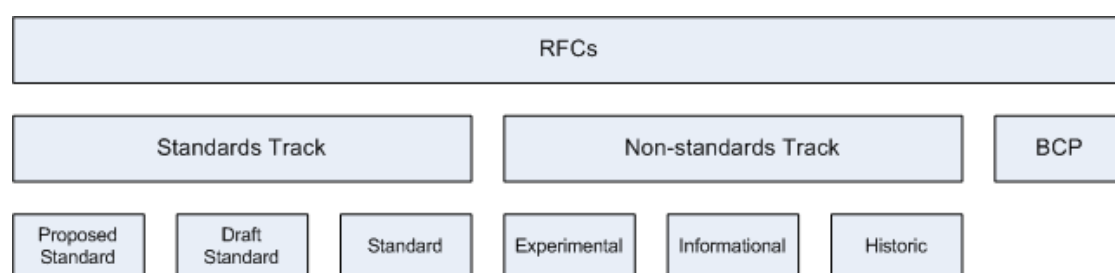 RFCs
Standards Track
Non-standards Track
BCP
Proposed
Standard
Draft
Standard
Standard
Experimental
Informational
Historic